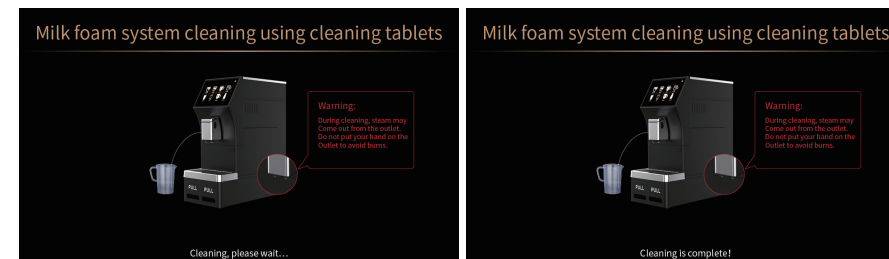 Milk foam system cleaning using cleaning tablets
Warning:
During cleaning, steam may
Come out from the outlet.
Do not put your hand on the
Outlet to avoid burns.
PULL PULL
Cleaning, please wait...
Milk foam system cleaning using cleaning tablets
Warning:
During cleaning, steam may
Come out from the outlet.
Do not put your hand on the
Outlet to avoid burns.
PULL PULL
Cleaning is complete!